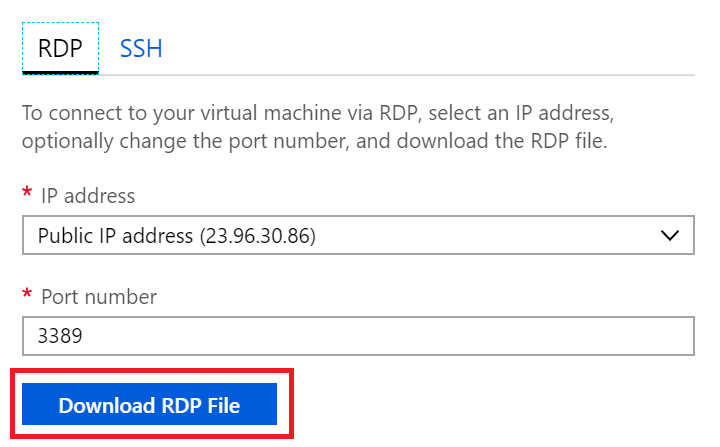 RDP SSH
To connect to your virtual machine via RDP, select an IP address,
optionally change the port number, and download the RDP file.
* IP address
Public IP address (23.96.30.86)
* Port number
3389
Download RDP File